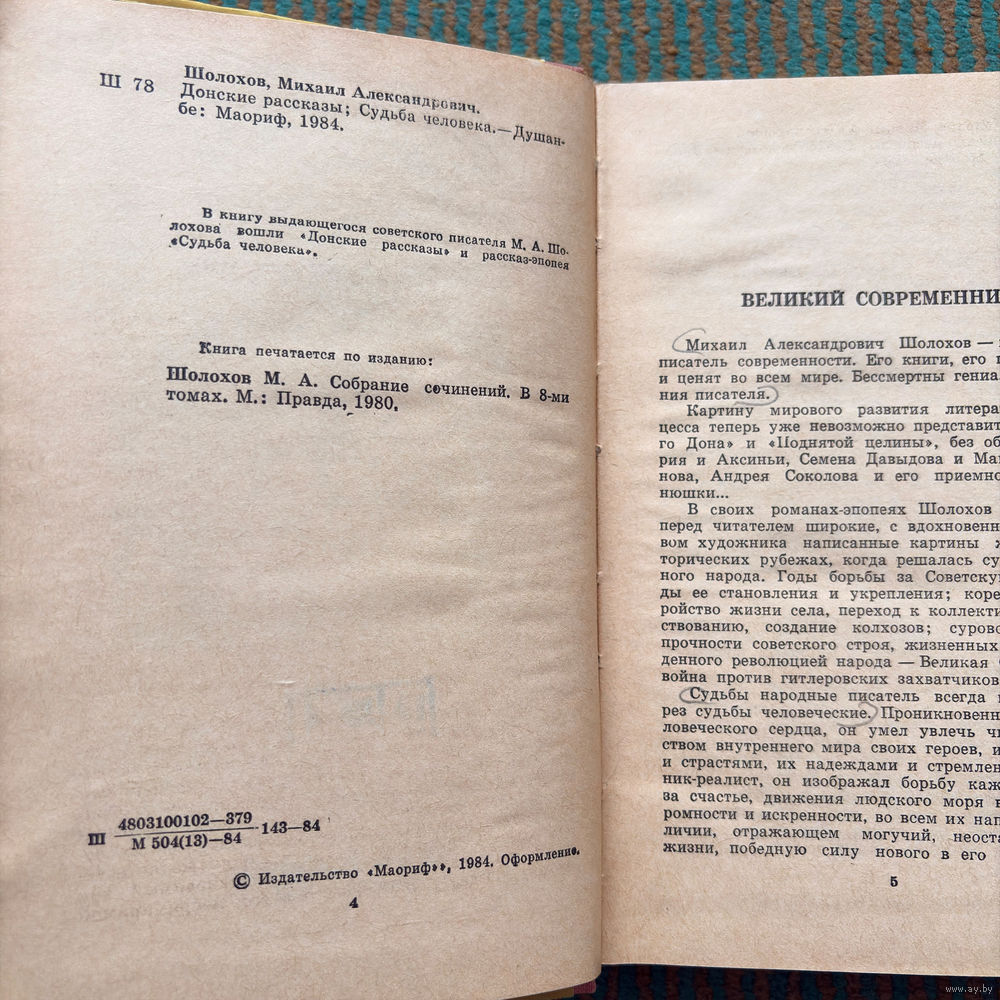 Ш 78
Шолохов, Михаил Александрович.
Донские рассказы; Судьба человека.—Душан-
бе: Маориф, 1984.
В книгу выдающегося советского писателя М. А. Шо-
лохова вошли «Донские рассказы» и рассказ-эпопея
«Судьба человека».
Книга печатается по изданию:
Шолохов М. А. Собрание сочинений. В 8-ми
томах. М.: Правда, 1980.
Ш 4803100102—379 143—84
М 504(13)—84
© Издательство «Маориф», 1984. Оформление.
4
ВЕЛИКИЙ СОВРЕМЕННИ
Михаил Александрович Шолохов —
писатель современности. Его книги, его
и ценят во всем мире. Бессмертны гениал
ния писателя.
Картину мирового развития литера
цесса теперь уже невозможно представит
го Дона» и «Поднятой целины», без об
рия и Аксиньи, Семена Давыдова и Ма
нова, Андрея Соколова и его приемно
нюшки...
В своих романах-эпопеях Шолохов
перед читателем широкие, с вдохновенн
вом художника написанные картины
торических рубежах, когда решалась су
ного народа. Годы борьбы за Советску
ды ее становления и укрепления; коре
ройство жизни села, переход к коллекти
ствованию, создание колхозов; сурово
прочности советского строя, жизненных
денного революцией народа — Великая
война против гитлеровских захватчиков
Судьбы народные писатель всегда
рез судьбы человеческие. Проникновенн
ловеческого сердца, он умел увлечь чи
ством внутреннего мира своих героев, и
и страстями, их надеждами и стремлен
ник-реалист, он изображал борьбу каж
за счастье, движения людского моря в
ромности и искренности, во всем их нап
личии, отражающем могучий, неоста
жизни, победную силу нового в его
5
www.ay.by